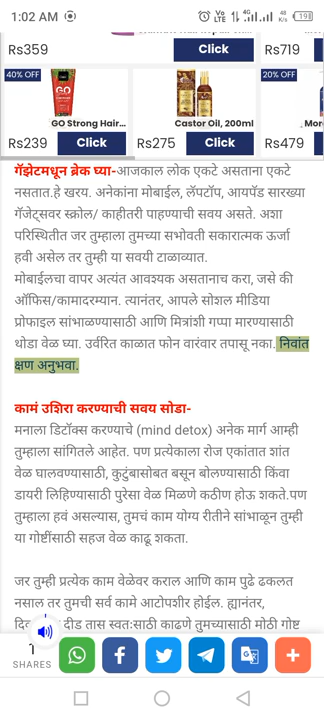 1:02 AM
Vo
LTE
4G
48
K/s
19
Rs359
Click
Rs719
40% OFF
20% OFF
GO
GO Strong Hair...
Castor Oil, 200ml
Rs239
Click
Rs275
Click
Rs479
गॅझेटमधून ब्रेक घ्या-आजकाल लोक एकटे असताना एकटे
नसतात.हे खरय. अनेकांना मोबाईल, लॅपटॉप, आयपॅड सारख्या
गॅजेट्सवर स्क्रोल/ काहीतरी पाहण्याची सवय असते. अशा
परिस्थितीत जर तुम्हाला तुमच्या सभोवती सकारात्मक ऊर्जा
हवी असेल तर तुम्ही या सवयी टाळाव्यात.
मोबाईलचा वापर अत्यंत आवश्यक असतानाच करा, जसे की
ऑफिस/कामादरम्यान. त्यानंतर, आपले सोशल मीडिया
प्रोफाइल सांभाळण्यासाठी आणि मित्रांशी गप्पा मारण्यासाठी
थोडा वेळ घ्या. उर्वरित काळात फोन वारंवार तपासू नका. निवांत
क्षण अनुभवा.
कामं उशिरा करण्याची सवय सोडा-
मनाला डिटॉक्स करण्याचे (mind detox) अनेक मार्ग आम्ही
तुम्हाला सांगितले आहेत. पण प्रत्येकाला रोज एकांतात शांत
वेळ घालवण्यासाठी, कुटुंबासोबत बसून बोलण्यासाठी किंवा
डायरी लिहिण्यासाठी पुरेसा वेळ मिळणे कठीण होऊ शकते.पण
तुम्हाला हवं असल्यास, तुमचं काम योग्य रीतीने सांभाळून तुम्ही
या गोष्टींसाठी सहज वेळ काढू शकता.
जर तुम्ही प्रत्येक काम वेळेवर कराल आणि काम पुढे ढकलत
नसाल तर तुमची सर्व कामे आटोपशीर होईल. ह्यानंतर,
दीड तास स्वतःसाठी काढणे तुमच्यासाठी मोठी गोष्ट
1
SHARES